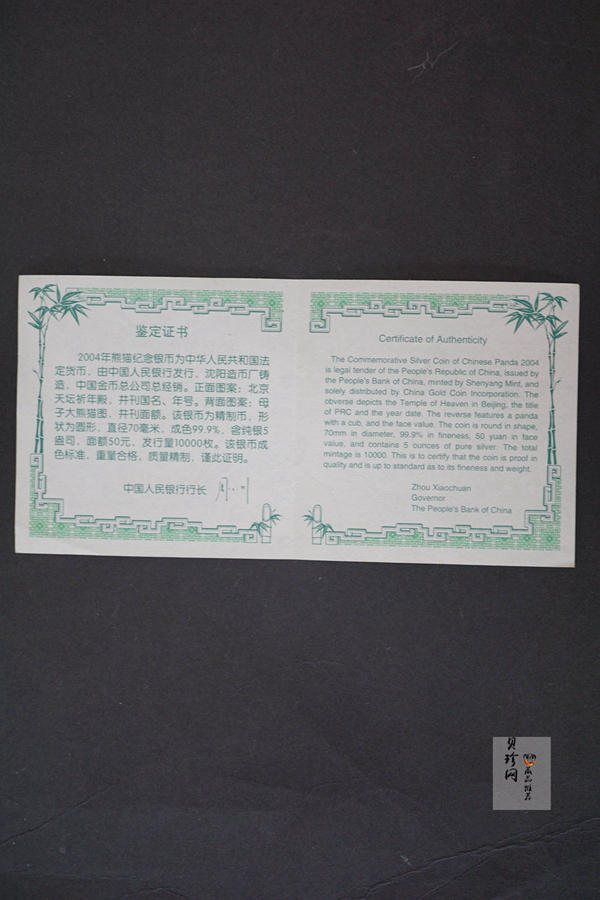 鉴定证书
2004年熊猫纪念银币为中华人民共和国法
定货币，由中国人民银行发行，沈阳造币厂铸
造，中国金币总公司总经销。正面图案：北京
天坛祈年殿，并刊国名、年号。背面图案：母
子大熊猫图，并刊面额。该银币为精制币，形
状为圆形，直径70毫米，成色99.9%，含纯银5
盎司，面额50元，发行量10000枚。该银币成
色标准，重量合格，质量精制，谨此证明。
中国人民银行行长
Certificate of Authenticity
The Commemorative Silver Coin of Chinese Panda 2004
is legal tender of the People's Republic of China, issued by
the People's Bank of China, minted by Shenyang Mint, and
solely distributed by China Gold Coin Incorporation. The
obverse depicts the Temple of Heaven in Beijing, the title
of PRC and the year date. The reverse features a panda
with a cub, and the face value. The coin is round in shape,
70mm in diameter, 99.9% in fineness, 50 yuan in face
value, and contains 5 ounces of pure silver. The total
mintage is 10000. This is to certify that the coin is proof in
quality and is up to standard as to its fineness and weight.
Zhou Xiaochuan
Governor
The People's Bank of China
贝珍网
藏品推荐